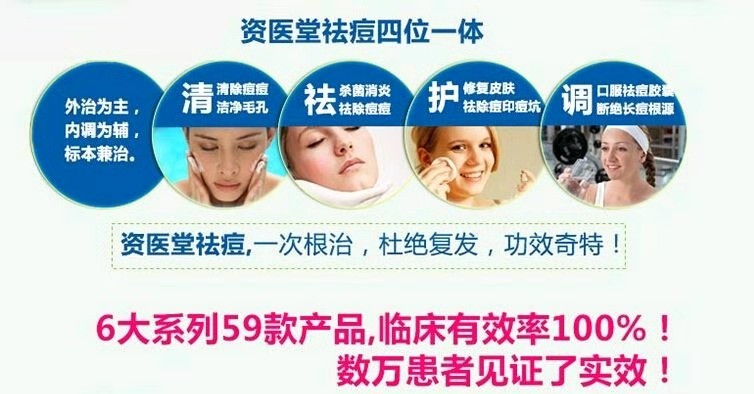 资医堂祛痘四位一体
外治为主，
内调为辅，
标本兼治。
清
清除痘痘
洁净毛孔
祛
杀菌消炎
祛除痘痘
护
修复皮肤
祛除痘印痘坑
调
口服祛痘胶囊
断绝长痘根源
资医堂祛痘,一次根治，杜绝复发，功效奇特！
6大系列59款产品,临床有效率100%！
数万患者见证了实效！